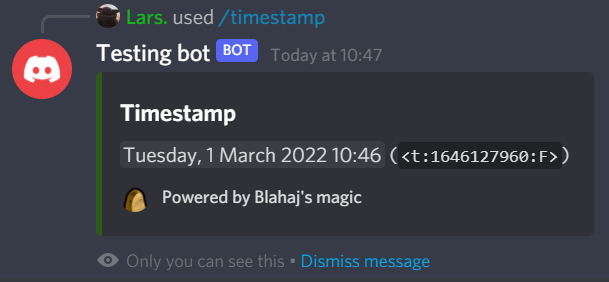 Lars. used /timestamp
Testing bot BOT Today at 10:47
Timestamp
Tuesday, 1 March 2022 10:46 (<t:1646127960:F>)
Powered by Blahaj's magic
Only you can see this • Dismiss message